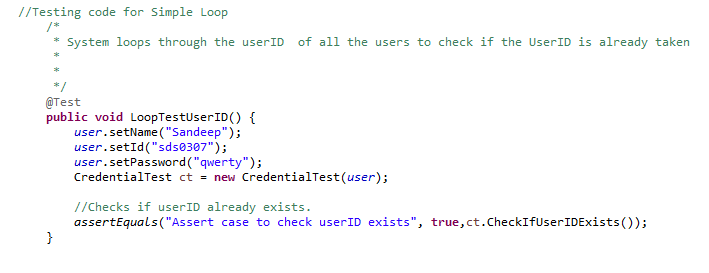 //Testing code for Simple Loop
/*
* System loops through the userID  of all the users to check if the UserID is already taken
*
*
*/
@Test
public void LoopTestUserID() {
user.setName("Sandeep");
user.setId("sds0307");
user.setPassword("qwerty");
CredentialTest ct = new CredentialTest(user);
//Checks if userID already exists.
assertEquals("Assert case to check userID exists", true,ct.CheckIfUserIDExists());
}